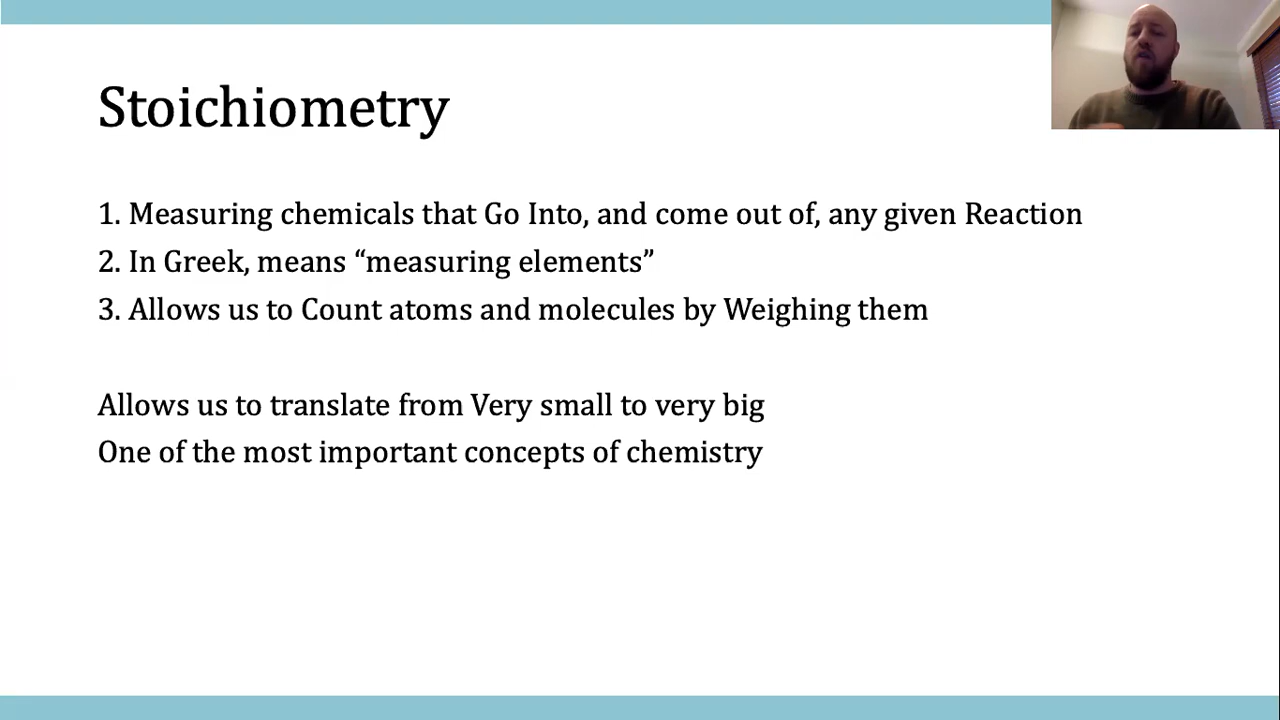 Stoichiometry
1. Measuring chemicals that Go Into, and come out of, any given Reaction
2. In Greek, means “measuring elements”
3. Allows us to Count atoms and molecules by Weighing them
Allows us to translate from Very small to very big
One of the most important concepts of chemistry